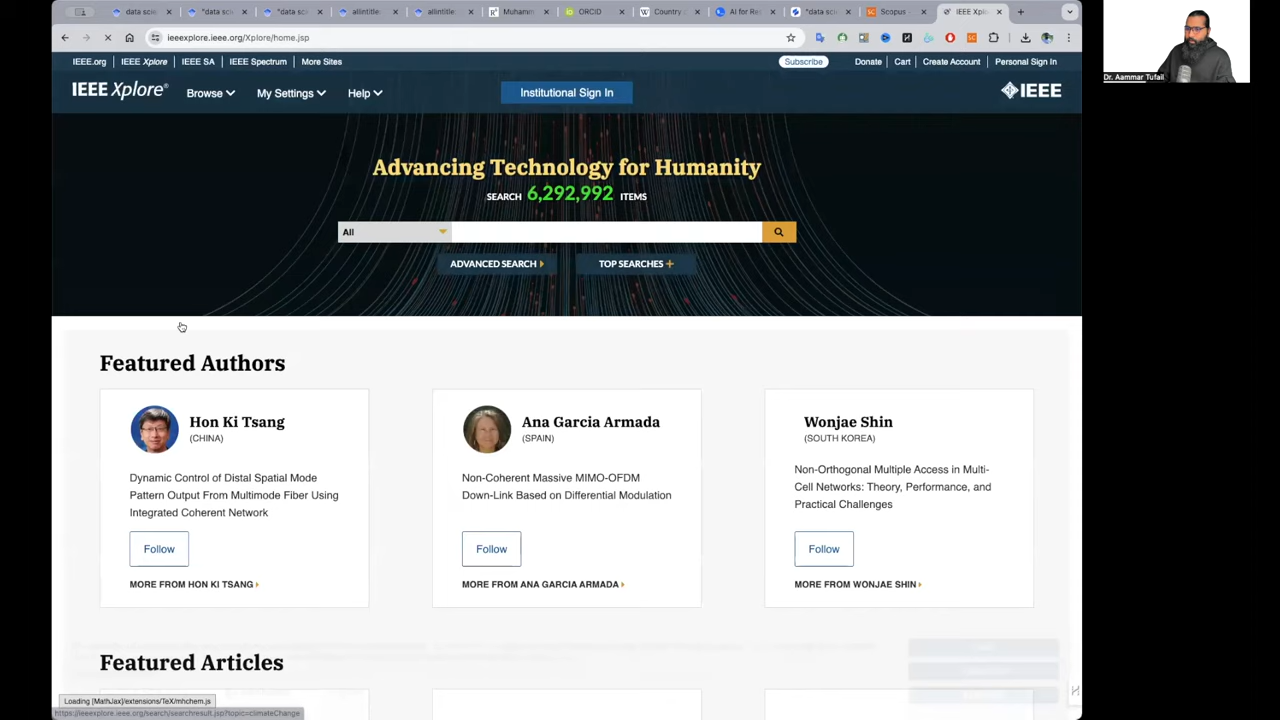 data scie
"data scie
"data scie
allintitle:
allintitle:
Muhamm
ORCID
Country c
AI for Res
"data scie
Scopus -
IEEE Xplo
ieeexplore.ieee.org/Xplore/home.jsp
IEEE.org IEEE Xplore IEEE SA IEEE Spectrum More Sites
Subscribe Donate Cart Create Account Personal Sign In
IEEE Xplore® Browse My Settings Help Institutional Sign In IEEE
Advancing Technology for Humanity
SEARCH 6,292,992 ITEMS
All
ADVANCED SEARCH TOP SEARCHES
Featured Authors
Hon Ki Tsang
(CHINA)
Dynamic Control of Distal Spatial Mode
Pattern Output From Multimode Fiber Using
Integrated Coherent Network
Follow
MORE FROM HON KI TSANG
Ana Garcia Armada
(SPAIN)
Non-Coherent Massive MIMO-OFDM
Down-Link Based on Differential Modulation
Follow
MORE FROM ANA GARCIA ARMADA
Wonjae Shin
(SOUTH KOREA)
Non-Orthogonal Multiple Access in Multi-
Cell Networks: Theory, Performance, and
Practical Challenges
Follow
MORE FROM WONJAE SHIN
Featured Articles
Loading [MathJax]/extensions/TeX/mhchem.js
https://ieeexplore.ieee.org/search/searchresult.jsp?topic=climateChange
Dr. Aammar Tufail